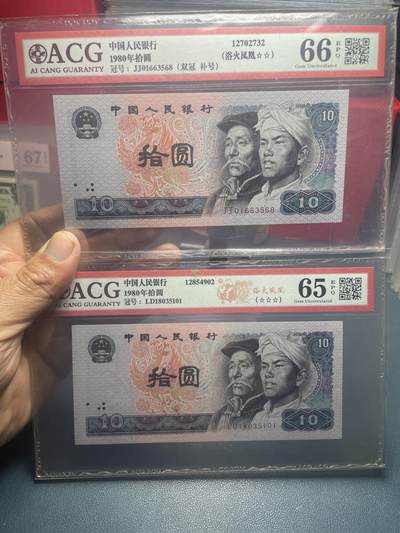 ACG
AI CANG GUARANTY
中国人民银行
1980年拾圆
冠号：JJ01663568（双冠 补号）
12702732
（浴火凤凰☆☆）
66 EPQ
Gem Uncirculated
中国人民银行
10
拾圆
JJ01663568
10
10
67
ACG
AI CANG GUARANTY
中国人民银行
1980年拾圆
冠号：LD18035101
12854902
浴火凤凰
（☆☆☆）
65 EPQ
Gem Uncirculated
中国人民银行
10
拾圆
LD18035101
10
10